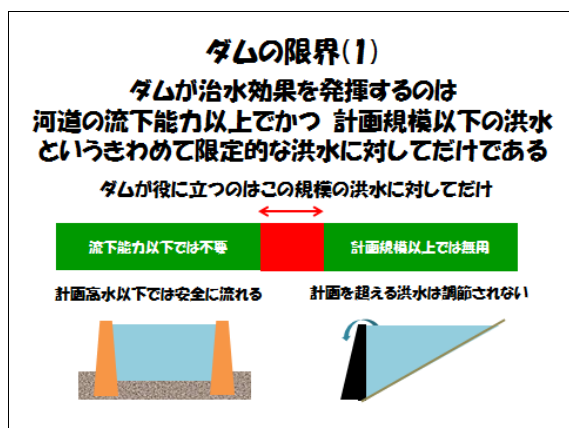 ダムの限界(1)
ダムが治水効果を発揮するのは
河道の流下能力以上でかつ 計画規模以下の洪水
というきわめて限定的な洪水に対してだけである
ダムが役に立つのはこの規模の洪水に対してだけ
流下能力以下では不要
計画規模以上では無用
計画高水以下では安全に流れる
計画を超える洪水は調節されない